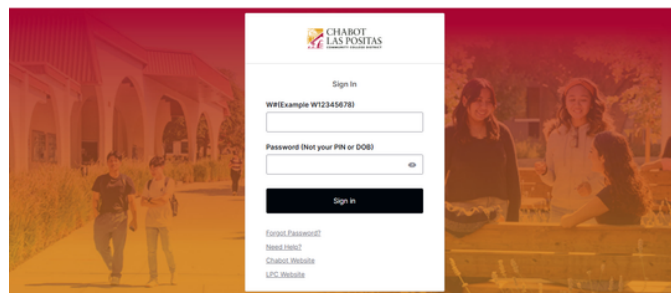 CHABOT
LAS POSITAS
COMMUNITY COLLEGE DISTRICT
Sign In
W#(Example W12345678)
Password (Not your PIN or DOB)
Sign in
Forgot Password?
Need Help?
Chabot Website
LPC Website